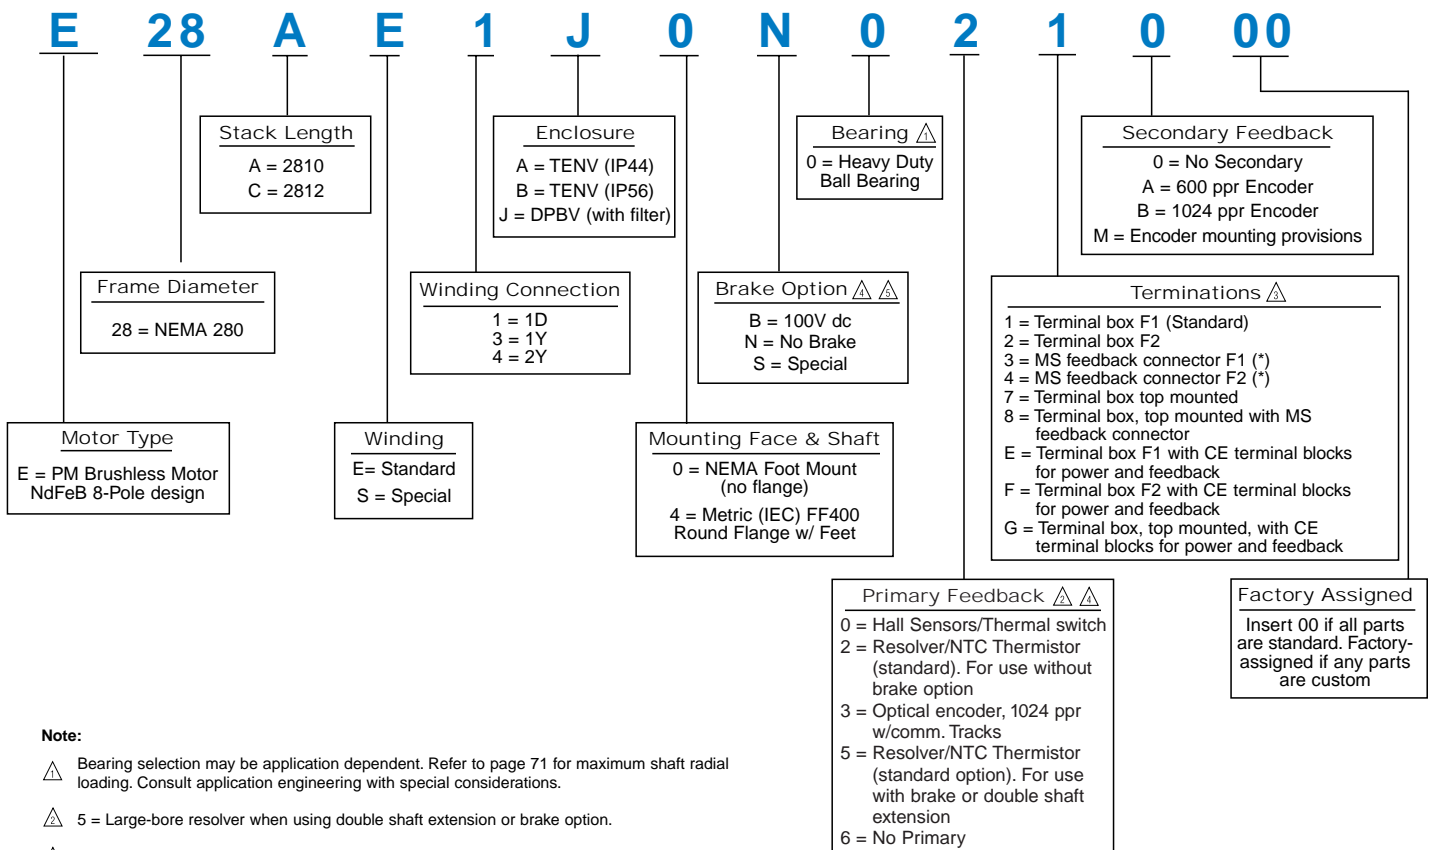 E 28 A E 1 J 0 N 0 2 1 0 00
Stack Length
A = 2810
C = 2812
Enclosure
A = TENV (IP44)
B = TENV (IP56)
J = DPBV (with filter)
Bearing 1
0 = Heavy Duty
Ball Bearing
Secondary Feedback
0 = No Secondary
A = 600 ppr Encoder
B = 1024 ppr Encoder
M = Encoder mounting provisions
Frame Diameter
28 = NEMA 280
Winding Connection
1 = 1D
3 = 1Y
4 = 2Y
Brake Option 4 5
B = 100V dc
N = No Brake
S = Special
Terminations 3
1 = Terminal box F1 (Standard)
2 = Terminal box F2
3 = MS feedback connector F1 (*)
4 = MS feedback connector F2 (*)
7 = Terminal box top mounted
8 = Terminal box, top mounted with MS
feedback connector
E = Terminal box F1 with CE terminal blocks
for power and feedback
F = Terminal box F2 with CE terminal blocks
for power and feedback
G = Terminal box, top mounted, with CE
terminal blocks for power and feedback
Motor Type
E = PM Brushless Motor
NdFeB 8-Pole design
Winding
E= Standard
S = Special
Mounting Face & Shaft
0 = NEMA Foot Mount
(no flange)
4 = Metric (IEC) FF400
Round Flange w/ Feet
Primary Feedback 2 4
0 = Hall Sensors/Thermal switch
2 = Resolver/NTC Thermistor
(standard). For use without
brake option
3 = Optical encoder, 1024 ppr
w/comm. Tracks
5 = Resolver/NTC Thermistor
(standard option). For use
with brake or double shaft
extension
6 = No Primary
Factory Assigned
Insert 00 if all parts
are standard. Factory-
assigned if any parts
are custom
Note:
1 Bearing selection may be application dependent. Refer to page 71 for maximum shaft radial
loading. Consult application engineering with special considerations.
2 5 = Large-bore resolver when using double shaft extension or brake option.